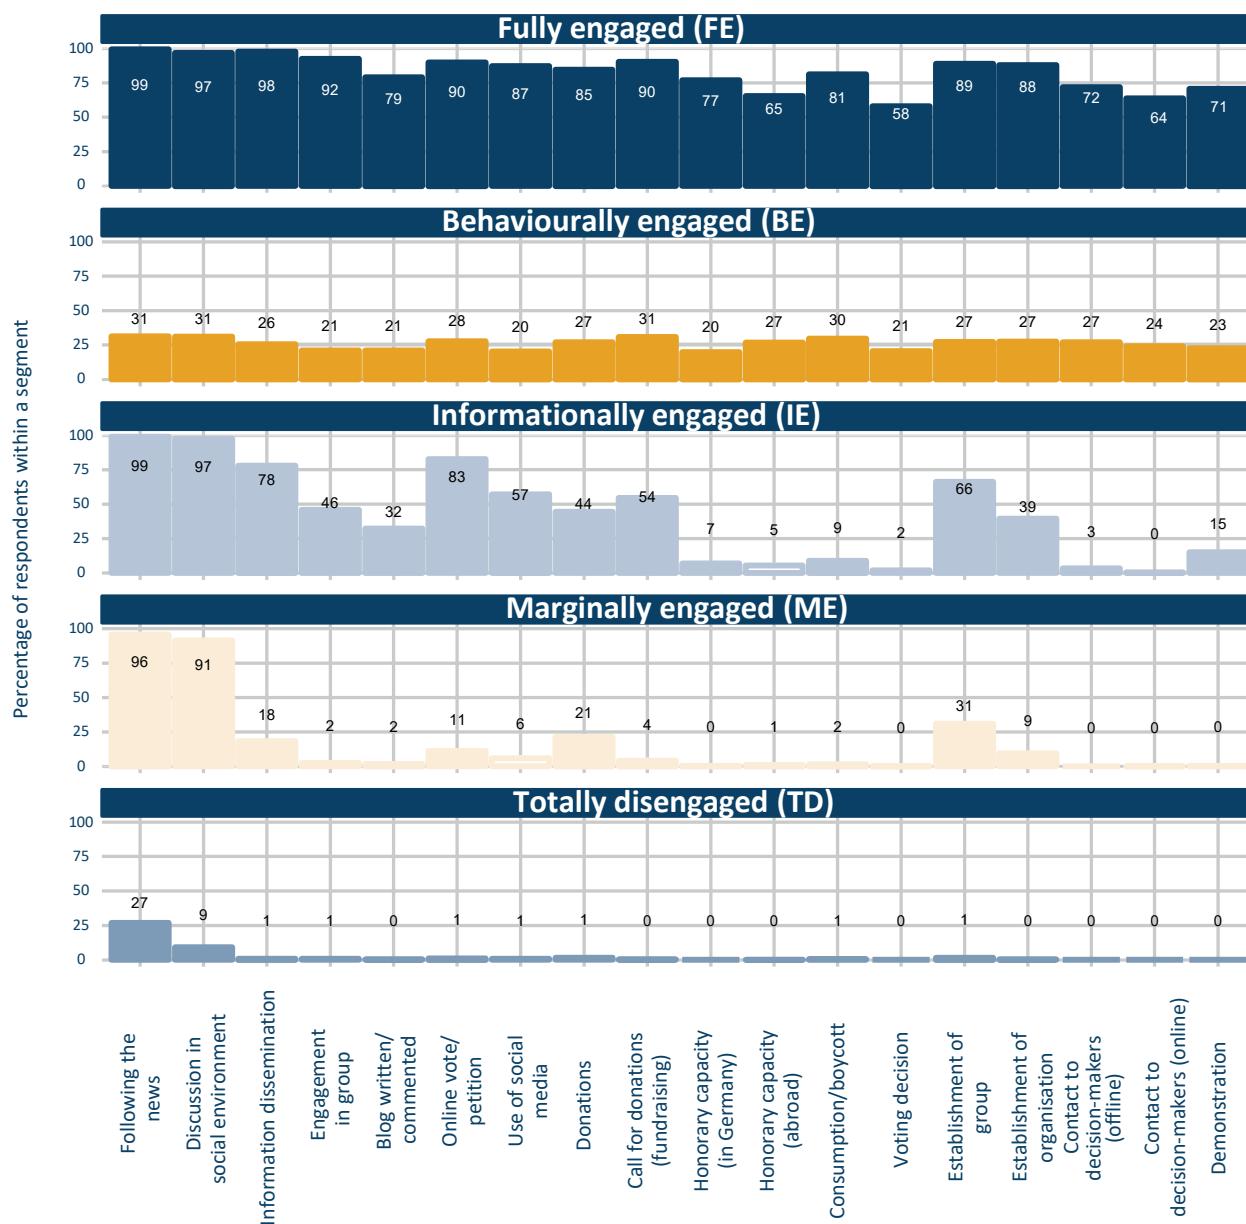 Fully engaged (FE)
100
75
50
25
0
99 97 98 92 79 90 87 85 90 77 65 81 58 89 88 72 64 71
Behaviourally engaged (BE)
100
75
50
25
0
31 31 26 21 21 28 20 27 31 20 27 30 21 27 27 27 24 23
Informationally engaged (IE)
100
75
50
25
0
99 97 78 46 32 83 57 44 54 7 5 9 2 66 39 3 0 15
Marginally engaged (ME)
100
75
50
25
0
96 91 18 2 2 11 6 21 4 0 1 2 0 31 9 0 0 0
Totally disengaged (TD)
100
75
50
25
0
27 9 1 1 0 1 1 1 0 0 0 1 0 1 0 0 0 0
Percentage of respondents within a segment
Following the
news
Discussion in
social environment
Information dissemination
Engagement
in group
Blog written/
commented
Online vote/
petition
Use of social
media
Donations
Call for donations
(fundraising)
Honorary capacity
(in Germany)
Honorary capacity
(abroad)
Consumption/boycott
Voting decision
Establishment of
group
Establishment of
organisation
Contact to
decision-makers
(offline)
Contact to
decision-makers (online)
Demonstration